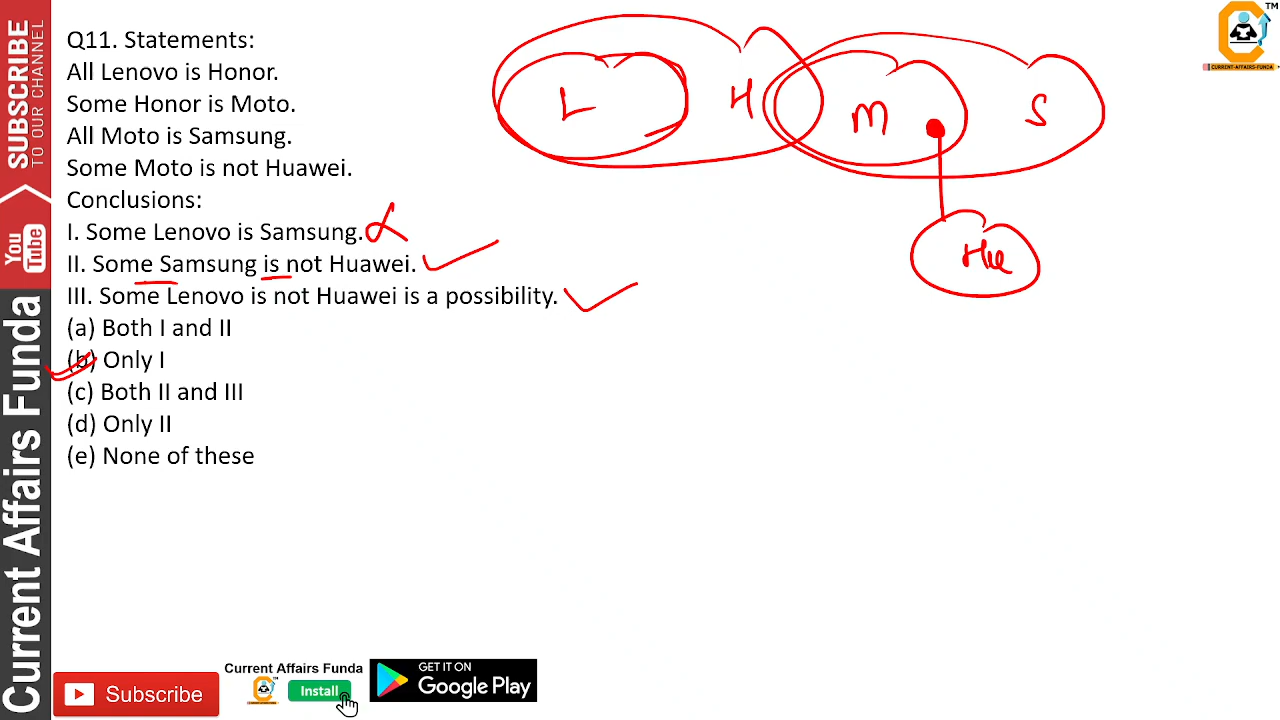 SUBSCRIBE
TO OUR CHANNEL
You
Tube
Current Affairs Funda
Q11. Statements:
All Lenovo is Honor.
Some Honor is Moto.
All Moto is Samsung.
Some Moto is not Huawei.
Conclusions:
I. Some Lenovo is Samsung.
II. Some Samsung is not Huawei.
III. Some Lenovo is not Huawei is a possibility.
(a) Both I and II
(b) Only I
(c) Both II and III
(d) Only II
(e) None of these
L H M S
Hu
TM
CURRENT-AFFAIRS-FUNDA
Subscribe
Current Affairs Funda
Install
GET IT ON
Google Play